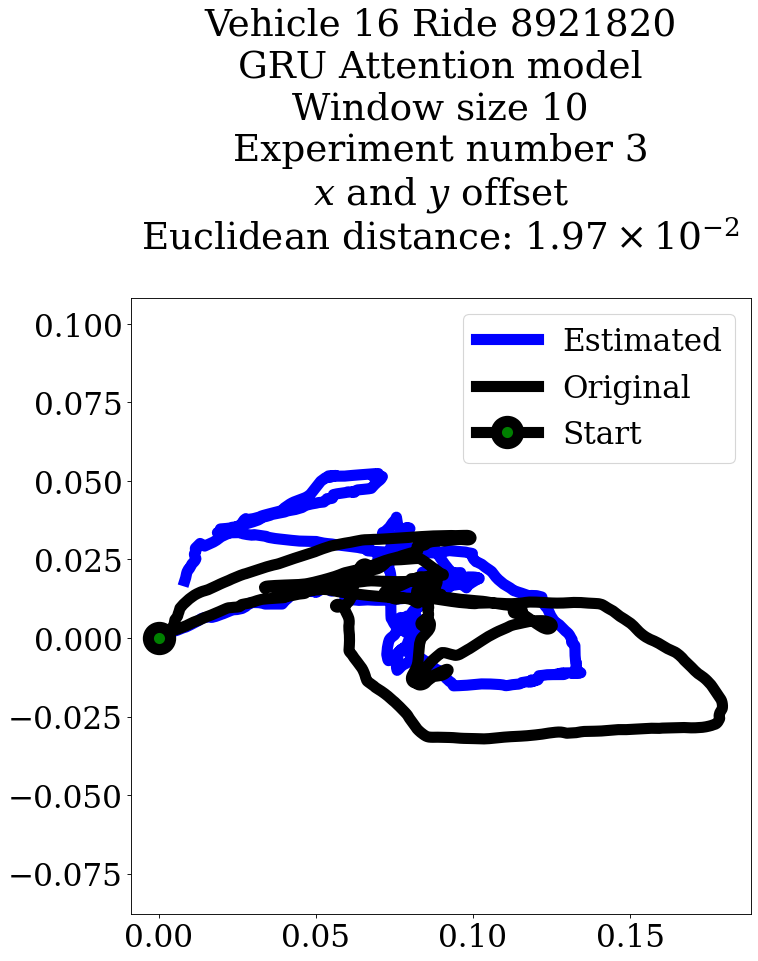 Vehicle 16 Ride 8921820
GRU Attention model
Window size 10
Experiment number 3
x and y offset
Euclidean distance: 1.97 × 10⁻²
Estimated
Original
Start
0.100
0.075
0.050
0.025
0.000
−0.025
−0.050
−0.075
0.00 0.05 0.10 0.15